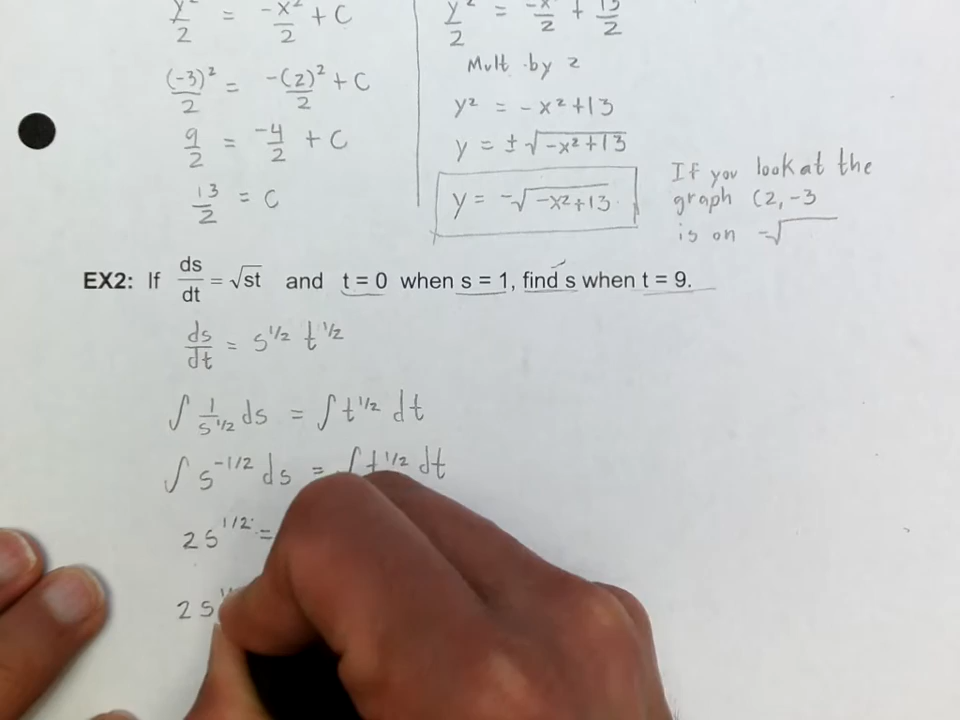 y²/2 = -x²/2 + C
(-3)²/2 = -(2)²/2 + C
9/2 = -4/2 + C
13/2 = C
y²/2 = -x²/2 + 13/2
Mult by 2
y² = -x²+13
y = ±√-x²+13
y = -√-x²+13
If you look at the
graph (2,-3
is on -√
EX2: If ds/dt = √st and t = 0 when s = 1, find s when t = 9.
ds/dt = s^1/2 t^1/2
∫ 1/s^1/2 ds = ∫ t^1/2 dt
∫ s^-1/2 ds = ∫ t^1/2 dt
2s^1/2 =
2s